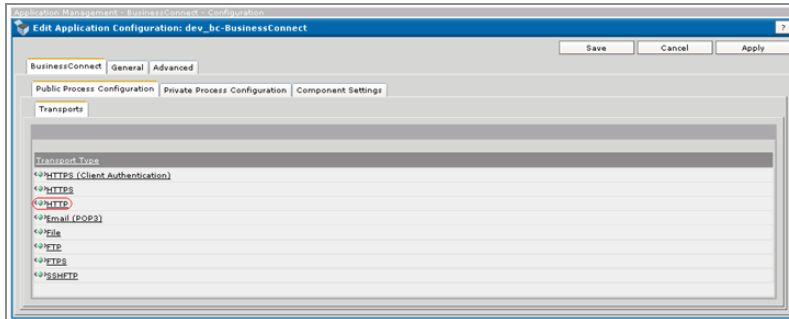 Application Management - BusinessConnect - Configuration
Edit Application Configuration: dev_bc-BusinessConnect ?
Save Cancel Apply
BusinessConnect General Advanced
Public Process Configuration Private Process Configuration Component Settings
Transports
Transport Type
HTTPS (Client Authentication)
HTTPS
HTTP
Email (POP3)
File
FTP
FTPS
SSHFTP